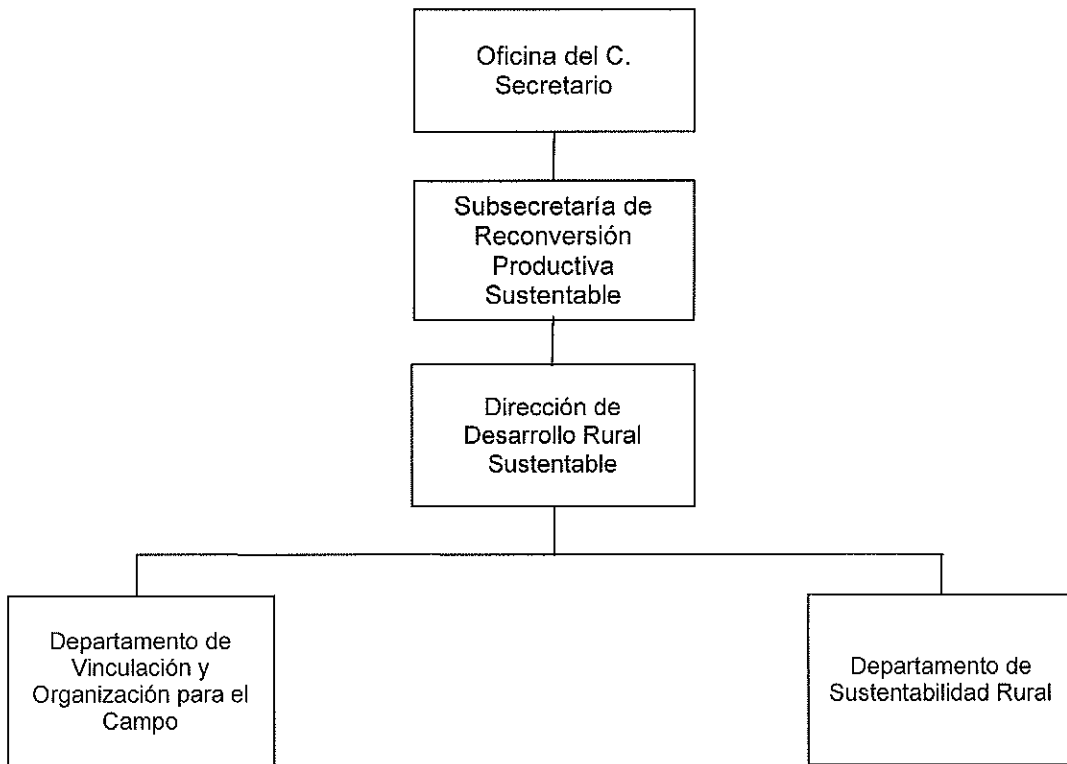 Oficina del C.
Secretario
Subsecretaría de
Reconversión
Productiva
Sustentable
Dirección de
Desarrollo Rural
Sustentable
Departamento de
Vinculación y
Organización para el
Campo
Departamento de
Sustentabilidad Rural